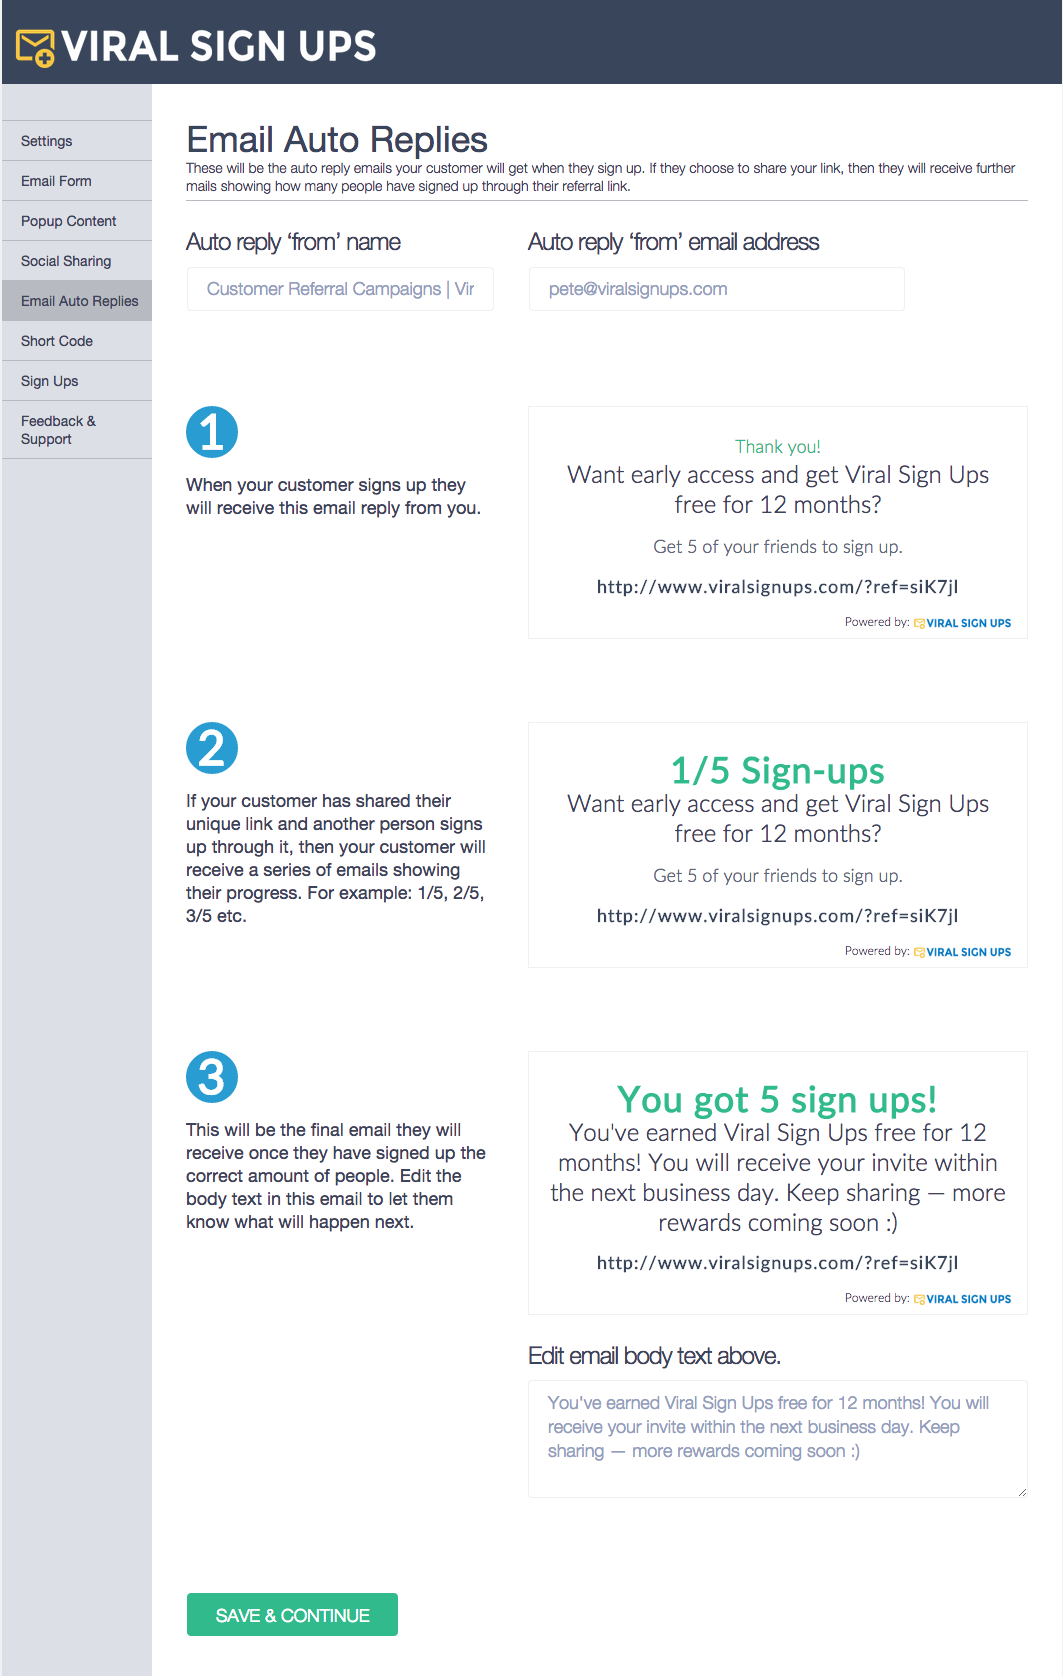 VIRAL SIGN UPS
Settings
Email Form
Popup Content
Social Sharing
Email Auto Replies
Short Code
Sign Ups
Feedback &
Support
Email Auto Replies
These will be the auto reply emails your customer will get when they sign up. If they choose to share your link, then they will receive further
mails showing how many people have signed up through their referral link.
Auto reply ‘from’ name
Customer Referral Campaigns | Vir
Auto reply ‘from’ email address
pete@viralsignups.com
1
When your customer signs up they
will receive this email reply from you.
Thank you!
Want early access and get Viral Sign Ups
free for 12 months?
Get 5 of your friends to sign up.
http://www.viralsignups.com/?ref=siK7jl
Powered by: VIRAL SIGN UPS
2
If your customer has shared their
unique link and another person signs
up through it, then your customer will
receive a series of emails showing
their progress. For example: 1/5, 2/5,
3/5 etc.
1/5 Sign-ups
Want early access and get Viral Sign Ups
free for 12 months?
Get 5 of your friends to sign up.
http://www.viralsignups.com/?ref=siK7jl
Powered by: VIRAL SIGN UPS
3
This will be the final email they will
receive once they have signed up the
correct amount of people. Edit the
body text in this email to let them
know what will happen next.
You got 5 sign ups!
You've earned Viral Sign Ups free for 12
months! You will receive your invite within
the next business day. Keep sharing — more
rewards coming soon :)
http://www.viralsignups.com/?ref=siK7jl
Powered by: VIRAL SIGN UPS
Edit email body text above.
You've earned Viral Sign Ups free for 12 months! You will
receive your invite within the next business day. Keep
sharing — more rewards coming soon :)
SAVE & CONTINUE